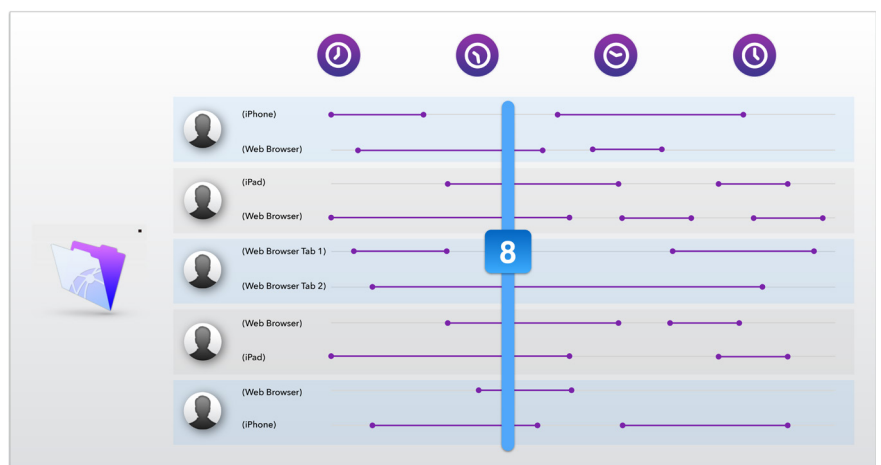 (iPhone)
(Web Browser)
(iPad)
(Web Browser)
(Web Browser Tab 1)
8
(Web Browser Tab 2)
(Web Browser)
(iPad)
(Web Browser)
(iPhone)